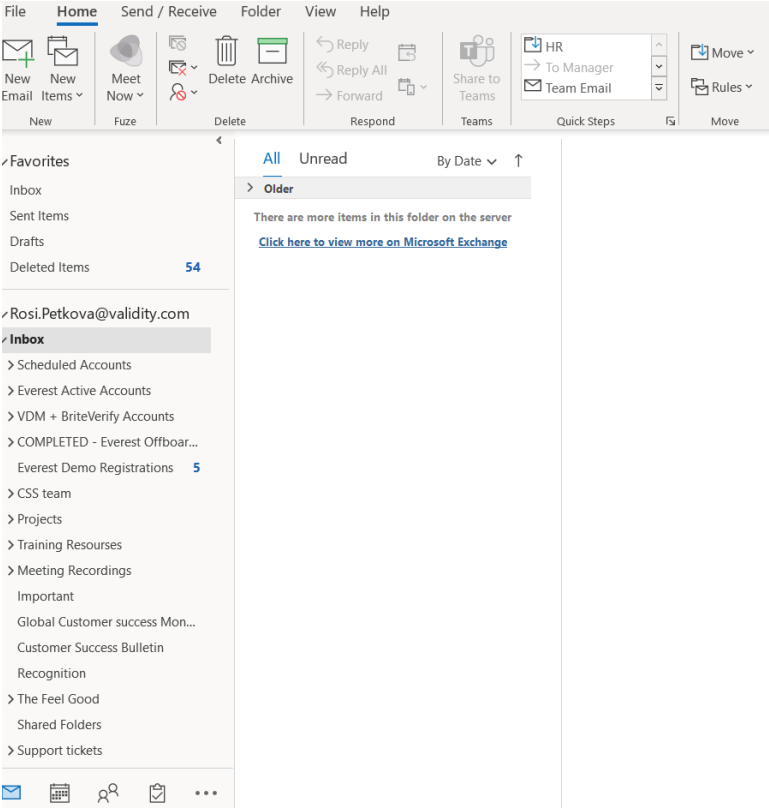 File Home Send / Receive Folder View Help
New Email
New Items
Meet Now
Delete Archive
Reply
Reply All
Forward
Share to Teams
HR
To Manager
Team Email
Move
Rules
New Fuze Delete Respond Teams Quick Steps Move
Favorites
Inbox
Sent Items
Drafts
Deleted Items 54
Rosi.Petkova@validity.com
Inbox
Scheduled Accounts
Everest Active Accounts
VDM + BriteVerify Accounts
COMPLETED - Everest Offboar...
Everest Demo Registrations 5
CSS team
Projects
Training Resourses
Meeting Recordings
Important
Global Customer success Mon...
Customer Success Bulletin
Recognition
The Feel Good
Shared Folders
Support tickets
All Unread By Date
Older
There are more items in this folder on the server
Click here to view more on Microsoft Exchange